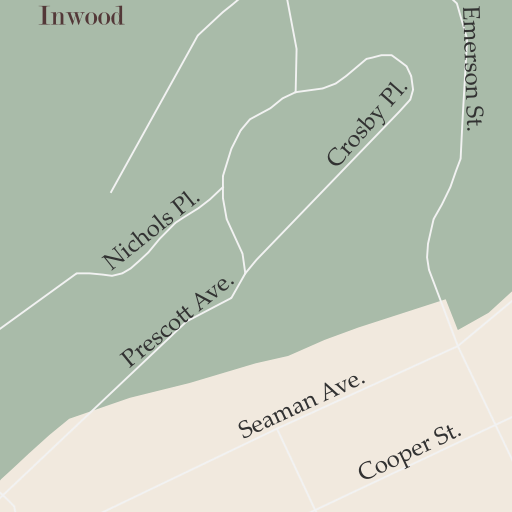 Inwood
Emerson St.
Crosby Pl.
Nichols Pl.
Prescott Ave.
Seaman Ave.
Cooper St.